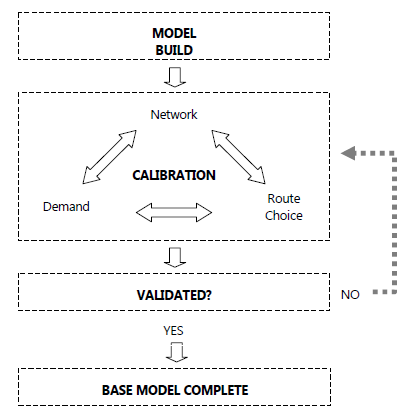 MODEL
BUILD
Network
CALIBRATION
Demand
Route
Choice
VALIDATED?
NO
YES
BASE MODEL COMPLETE